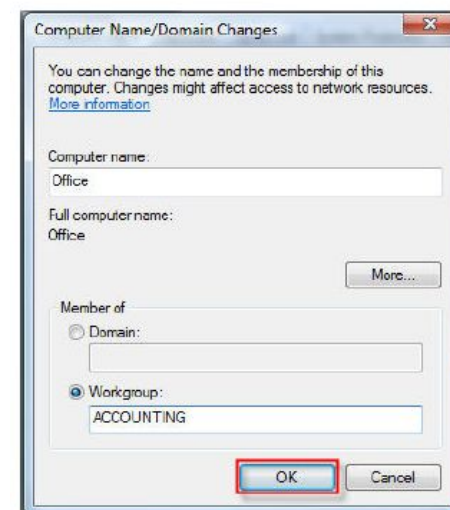 Computer Name/Domain Changes
You can change the name and the membership of this
computer. Changes might affect access to network resources.
More information
Computer name:
Office
Full computer name:
Office
More...
Member of
Domain:
Workgroup:
ACCOUNTING
OK
Cancel